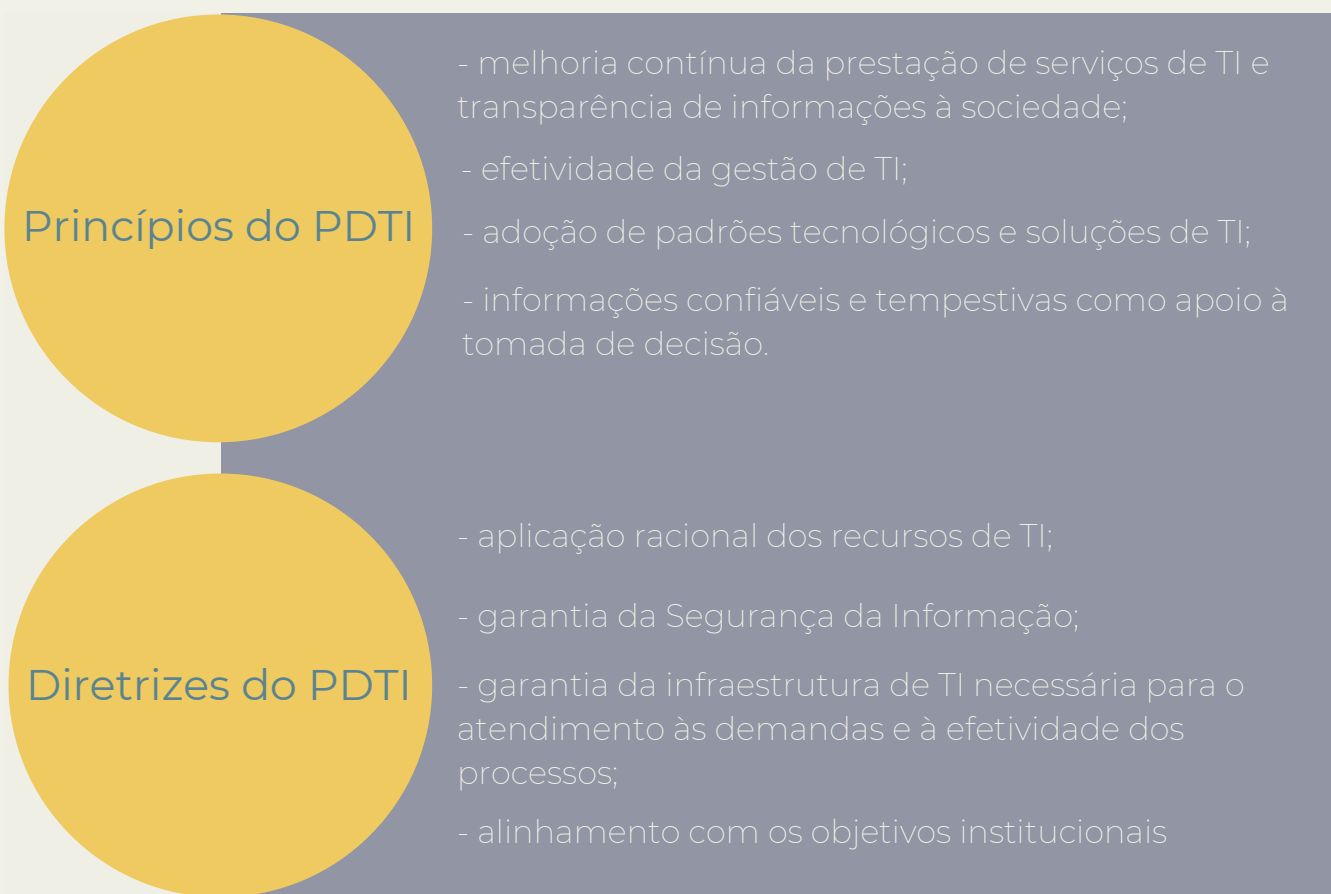 Princípios do PDTI
- melhoria contínua da prestação de serviços de TI e
transparência de informações à sociedade;
- efetividade da gestão de TI;
- adoção de padrões tecnológicos e soluções de TI;
- informações confiáveis e tempestivas como apoio à
tomada de decisão.
Diretrizes do PDTI
- aplicação racional dos recursos de TI;
- garantia da Segurança da Informação;
- garantia da infraestrutura de TI necessária para o
atendimento às demandas e à efetividade dos
processos;
- alinhamento com os objetivos institucionais